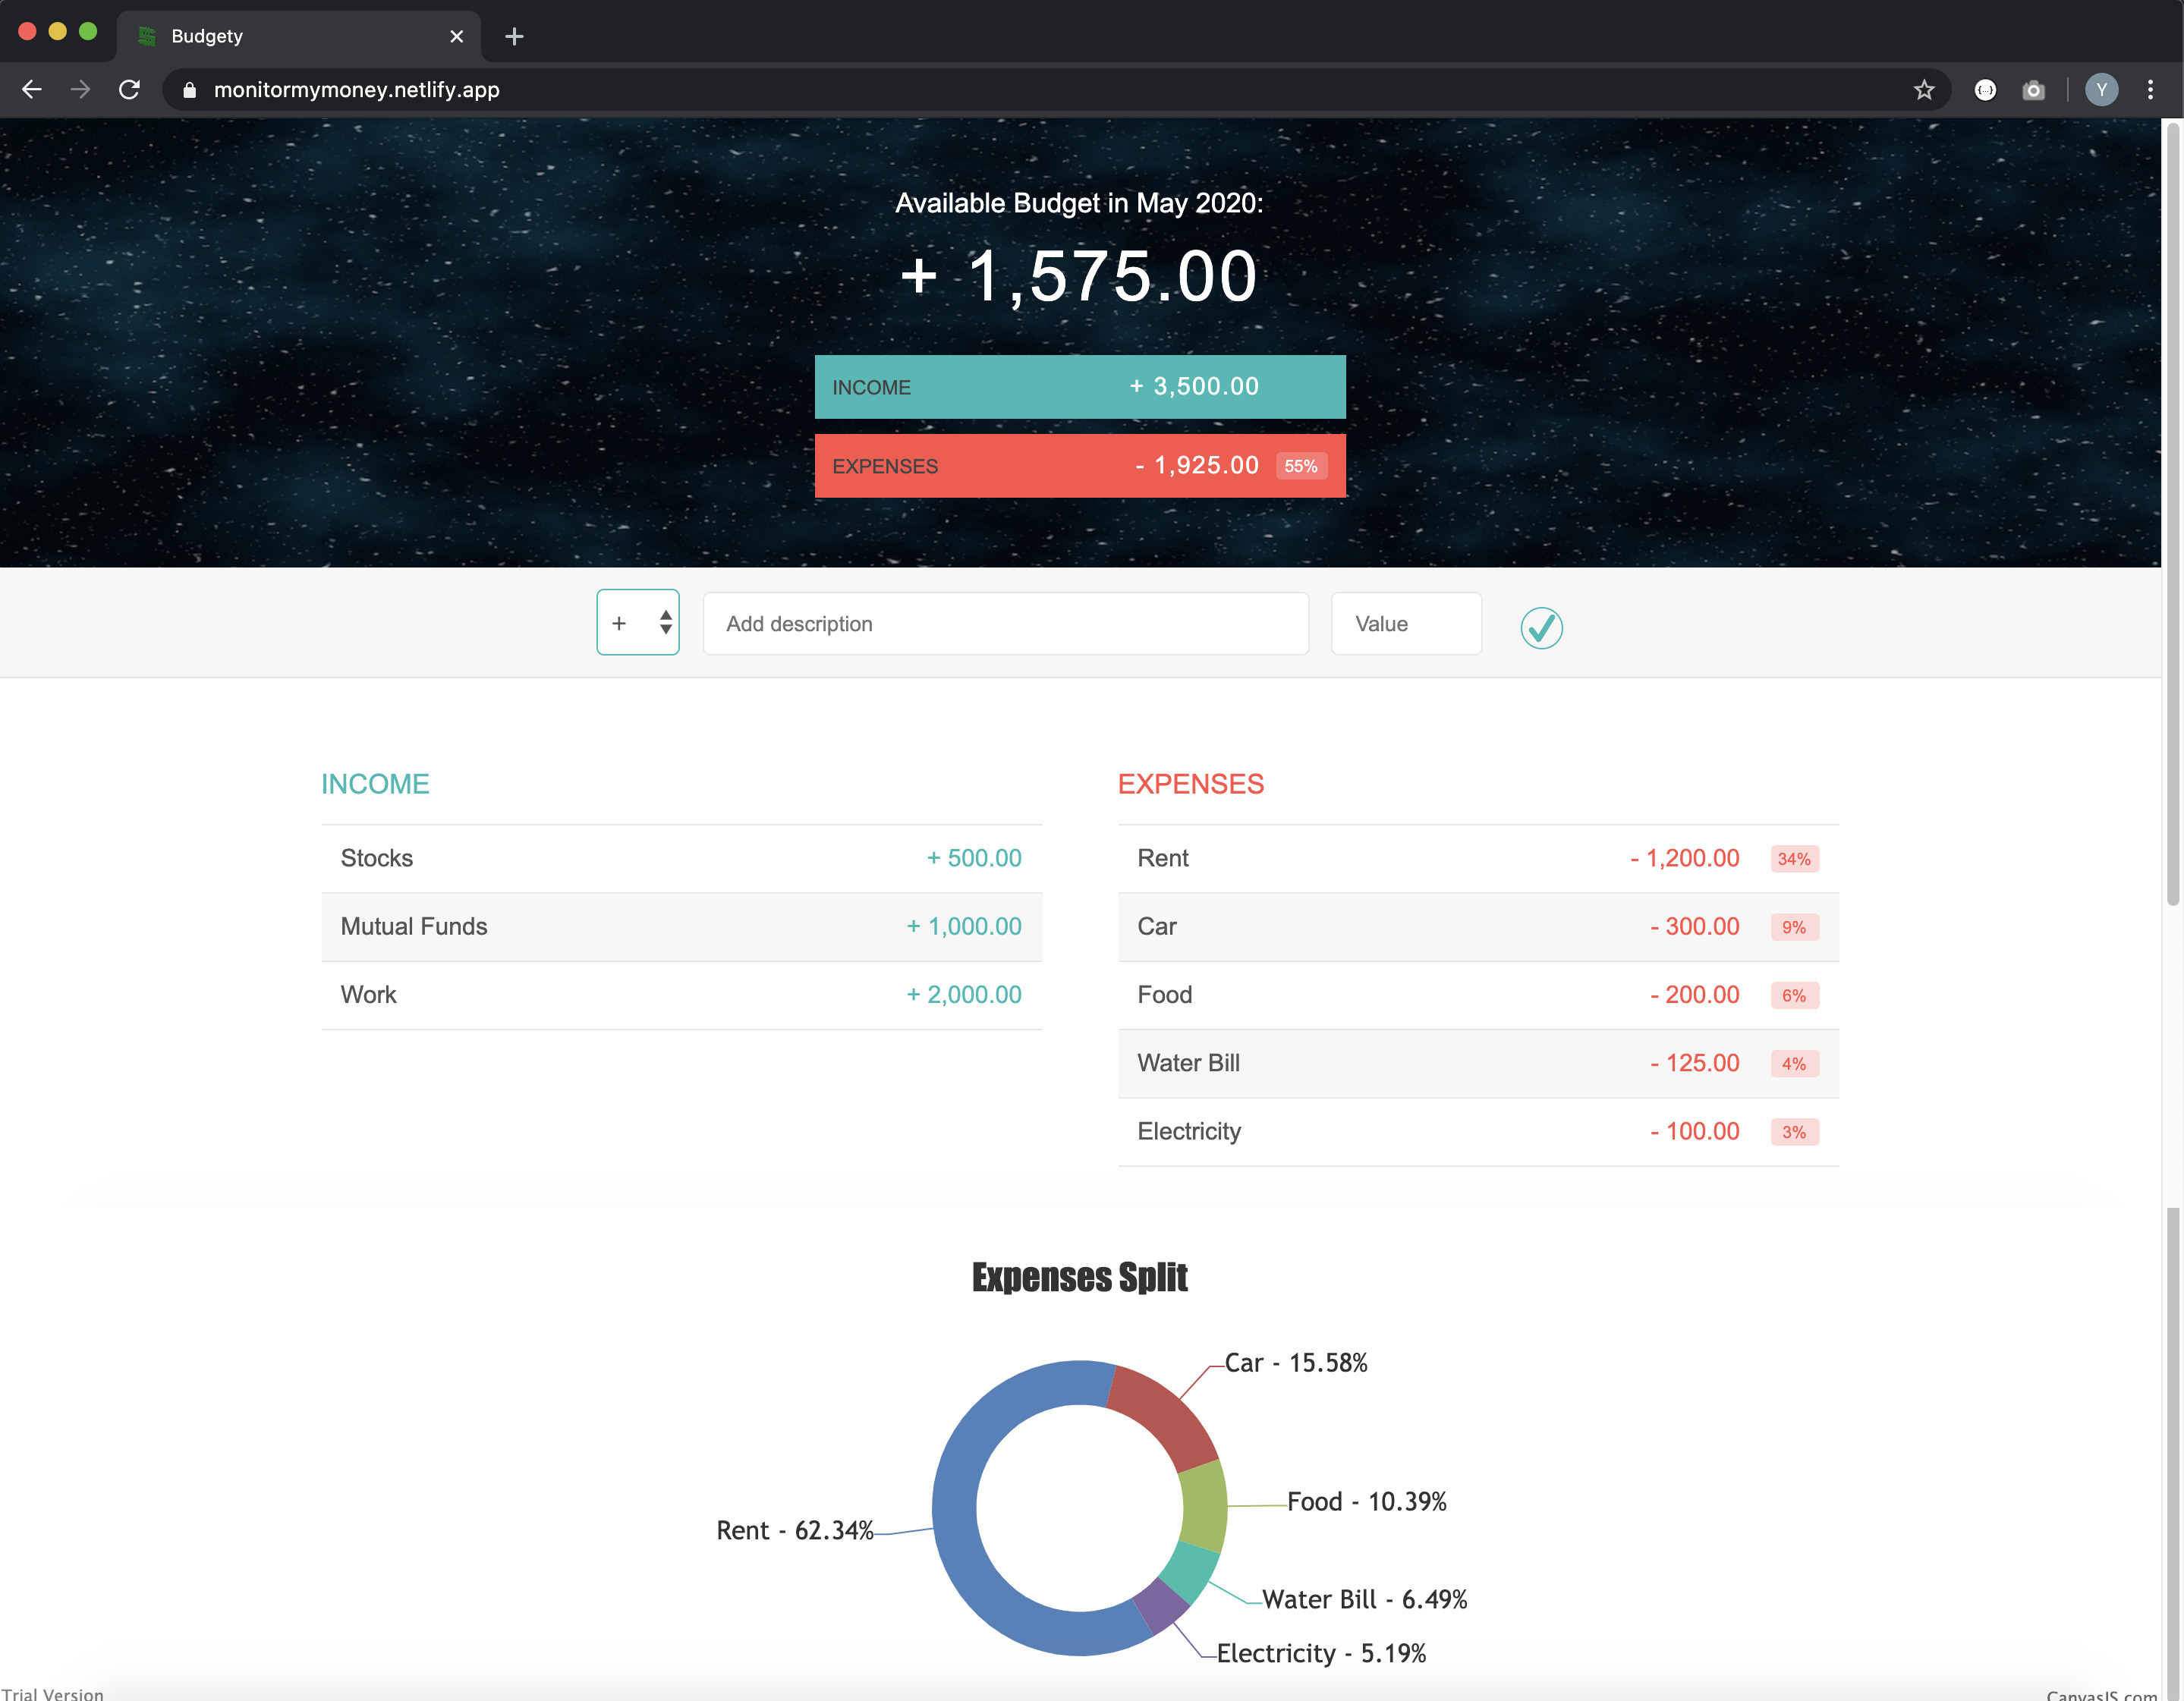 Budgety
monitormymoney.netlify.app
Y
Available Budget in May 2020:
+ 1,575.00
INCOME + 3,500.00
EXPENSES - 1,925.00 55%
+ Add description Value
INCOME
Stocks + 500.00
Mutual Funds + 1,000.00
Work + 2,000.00
EXPENSES
Rent - 1,200.00 34%
Car - 300.00 9%
Food - 200.00 6%
Water Bill - 125.00 4%
Electricity - 100.00 3%
Expenses Split
Car - 15.58%
Food - 10.39%
Rent - 62.34%
Water Bill - 6.49%
Electricity - 5.19%
Trial Version
CanvasJS.com